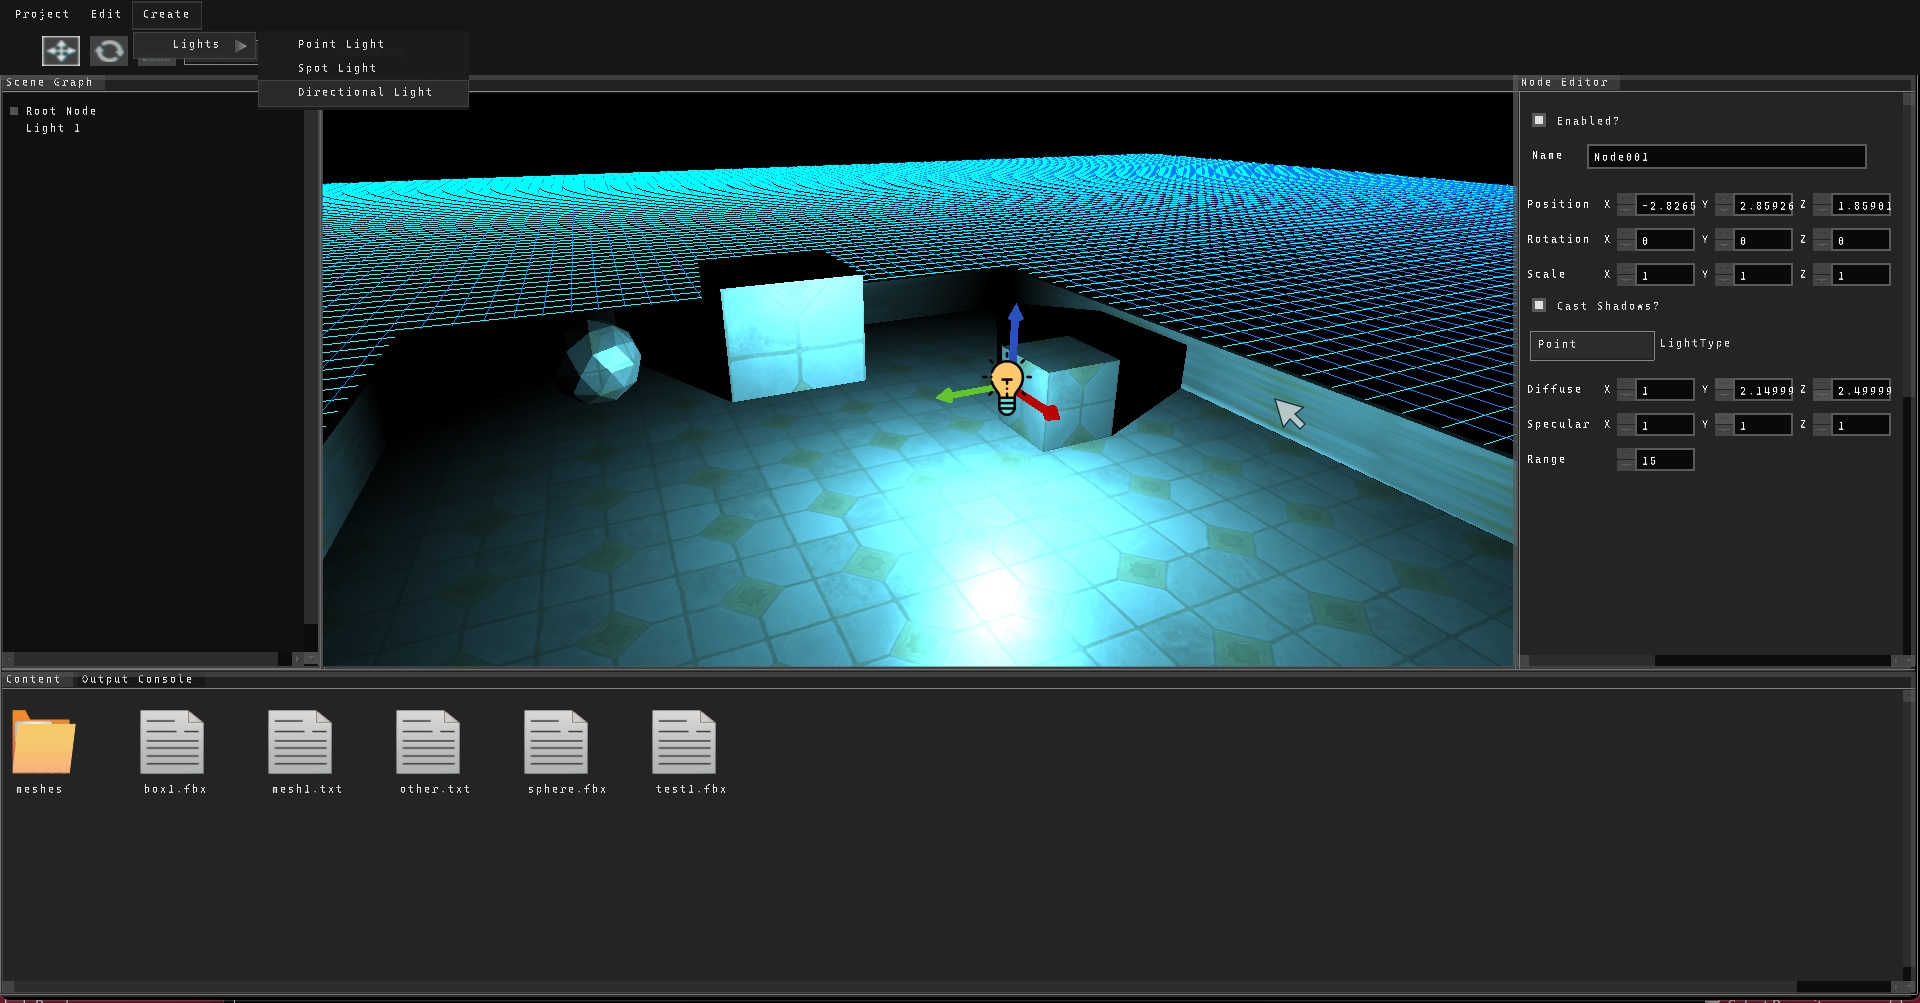 Project Edit Create
Lights
Point Light
Spot Light
Directional Light
Scene Graph
Root Node
Light 1
Node Editor
Enabled?
Name Node001
Position X -2.8265 Y 2.85926 Z 1.85901
Rotation X 0 Y 0 Z 0
Scale X 1 Y 1 Z 1
Cast Shadows?
Point LightType
Diffuse X 1 Y 2.14999 Z 2.49999
Specular X 1 Y 1 Z 1
Range 15
Content Output Console
meshes box1.fbx mesh1.txt other.txt sphere.fbx test1.fbx